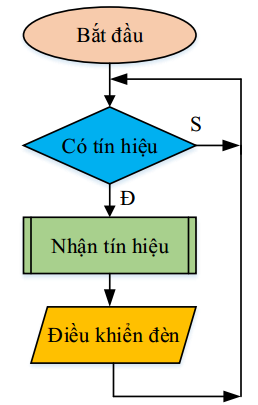 Bắt đầu
Có tín hiệu
S
Đ
Nhận tín hiệu
Điều khiển đèn